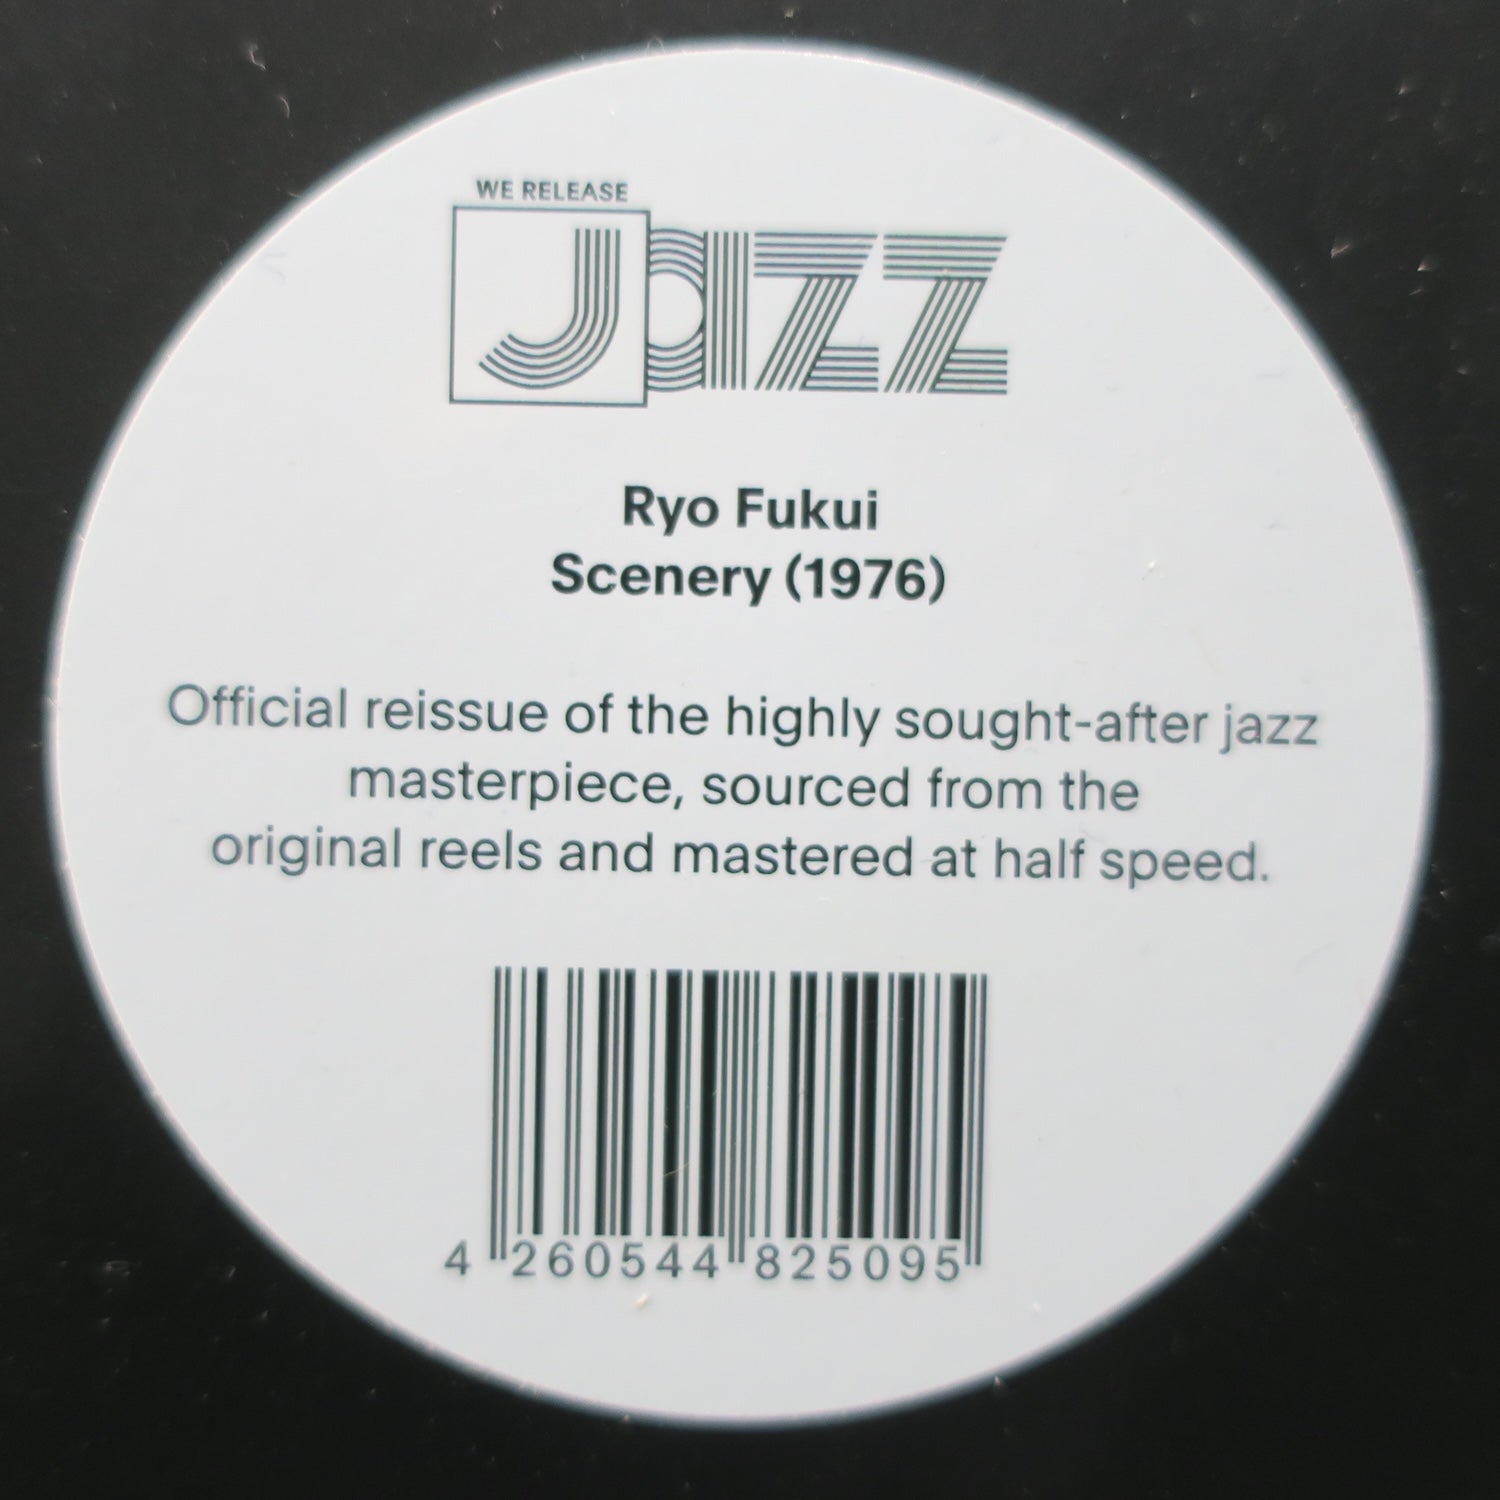 WE RELEASE
Jazz
Ryo Fukui
Scenery (1976)
Official reissue of the highly sought-after jazz
masterpiece, sourced from the
original reels and mastered at half speed.
4 260544 825095